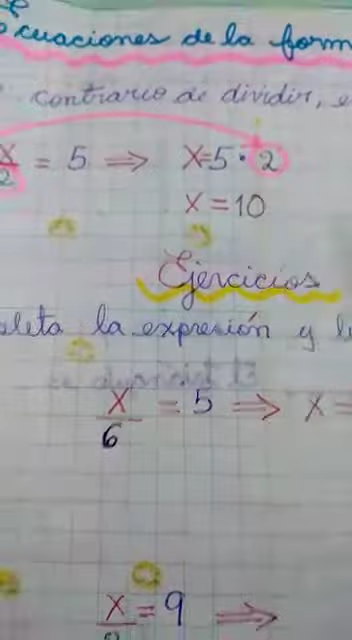 cuaciones de la form
contrario de dividir, e
x/2 = 5 ⇒ x=5·2
x = 10
Ejercicios
leta la expresión y l
x/6 = 5 ⇒ x=
x/ = 9 ⇒